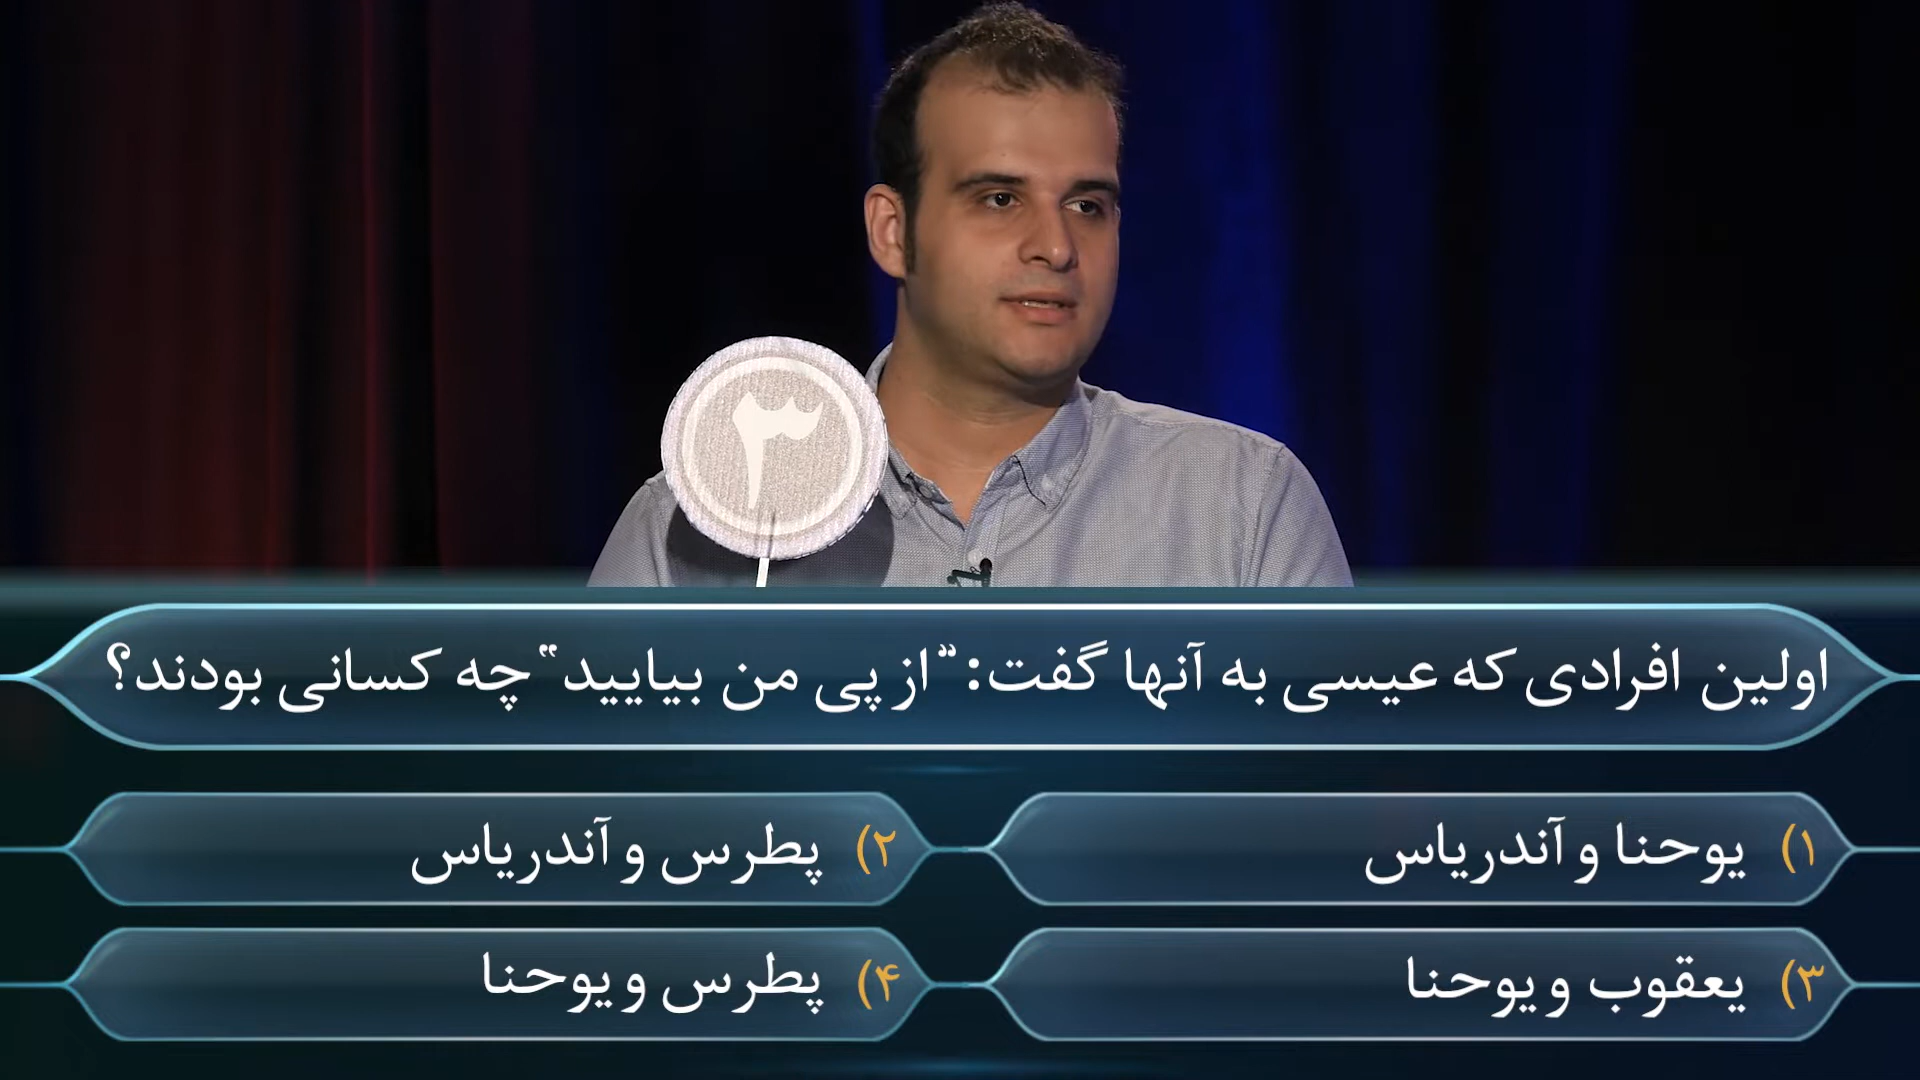 ۳
اولین افرادی که عیسی به آنها گفت: ”از پی من بیایید“ چه کسانی بودند؟
۱) یوحنا و آندریاس
۲) پطرس و آندریاس
۳) یعقوب و یوحنا
۴) پطرس و یوحنا